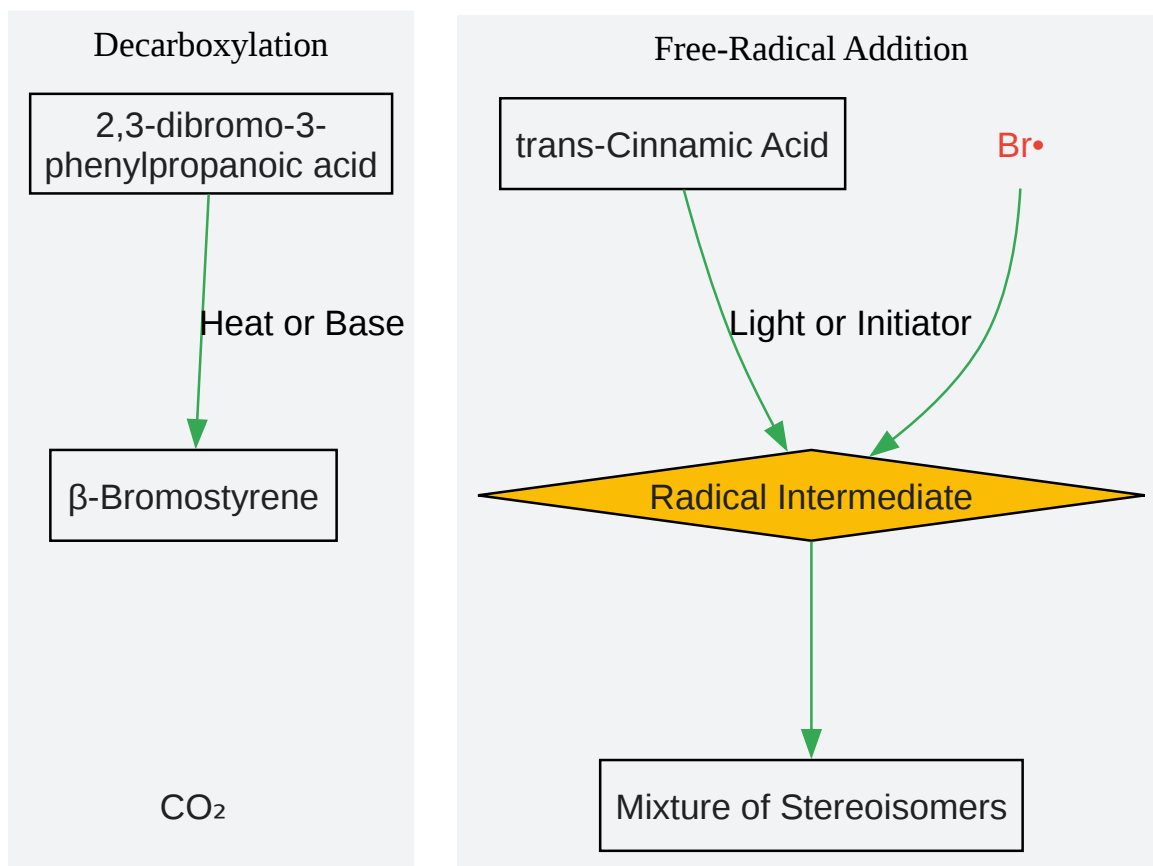 Decarboxylation
2,3-dibromo-3-
phenylpropanoic acid
Heat or Base
β-Bromostyrene
CO₂
Free-Radical Addition
trans-Cinnamic Acid
Br•
Light or Initiator
Radical Intermediate
Mixture of Stereoisomers